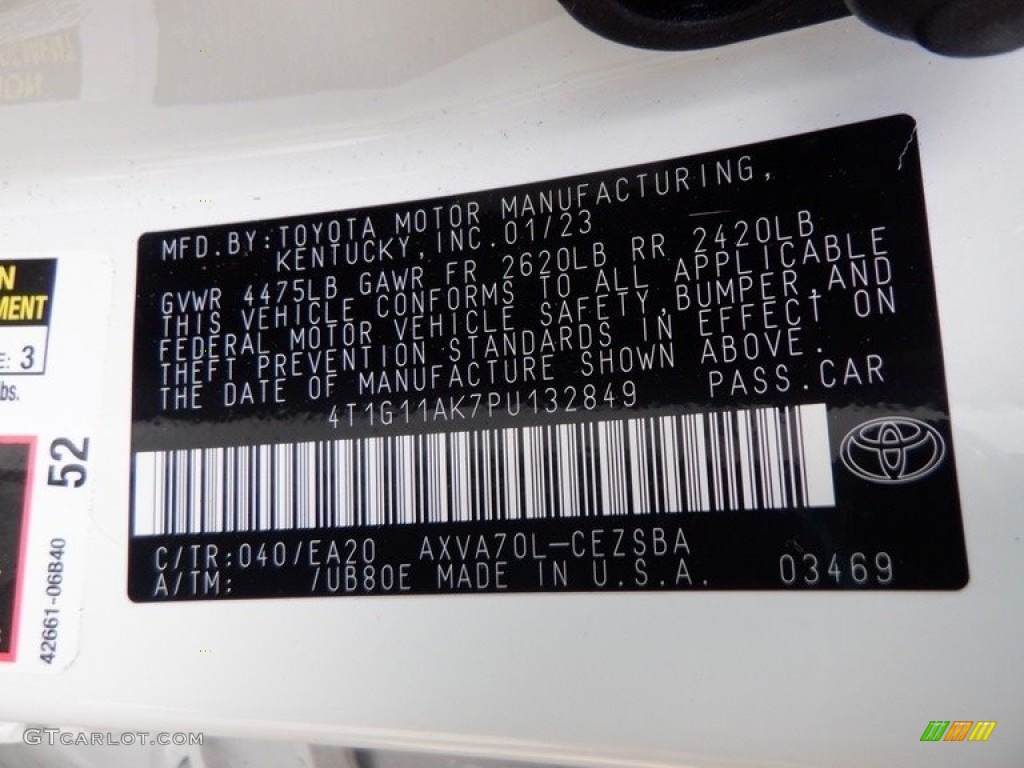 MFD.BY:TOYOTA MOTOR MANUFACTURING,
KENTUCKY,INC.01/23
GVWR 4475LB GAWR FR 2620LB RR 2420LB
THIS VEHICLE CONFORMS TO ALL APPLICABLE
FEDERAL MOTOR VEHICLE SAFETY,BUMPER,AND
THEFT PREVENTION STANDARDS IN EFFECT ON
THE DATE OF MANUFACTURE SHOWN ABOVE.
4T1G11AK7PU132849 PASS.CAR
C/TR:040/EA20 AXVA70L-CEZSBA
A/TM: /UB80E MADE IN U.S.A. 03469
N
MENT
E: 3
bs.
52
42661-06B40
GTCARLOT.COM